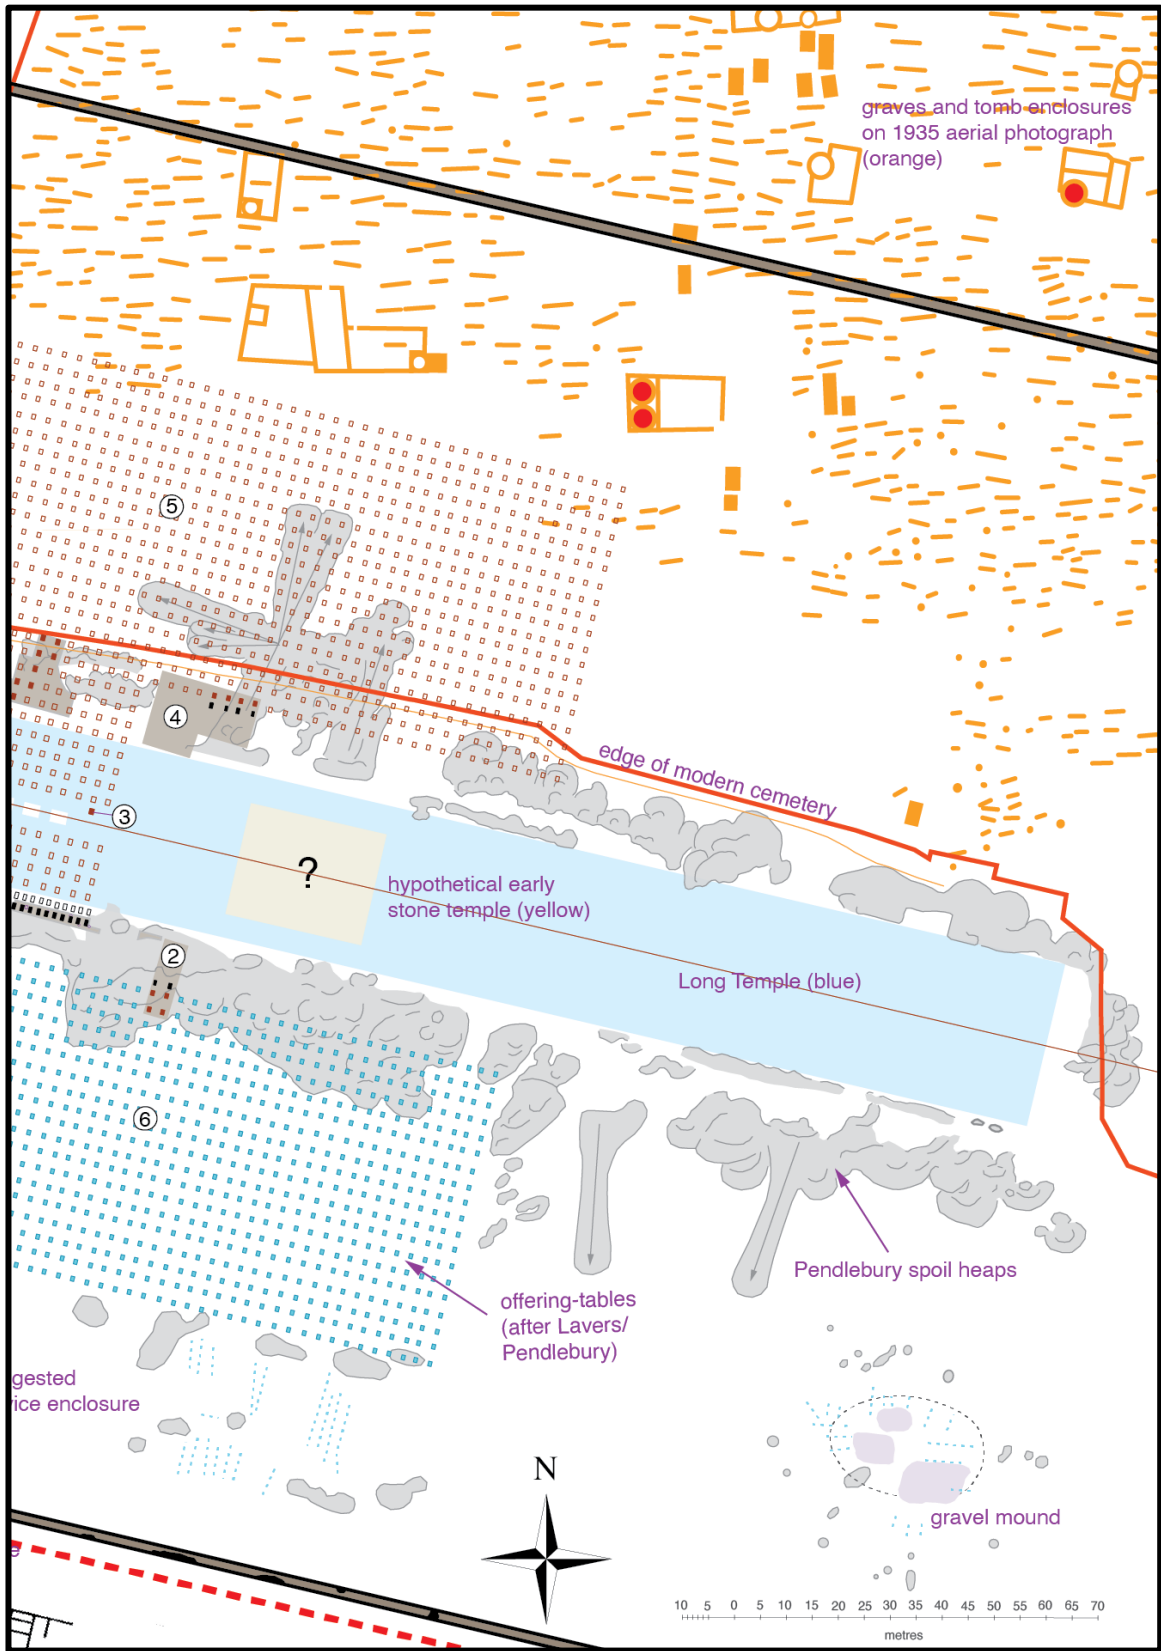 graves and tomb enclosures
on 1935 aerial photograph
(orange)
5
edge of modern cemetery
4
3
?
hypothetical early
stone temple (yellow)
2
Long Temple (blue)
6
Pendlebury spoil heaps
offering-tables
(after Lavers/
Pendlebury)
gested
vice enclosure
N
gravel mound
e
10 5 0 5 10 15 20 25 30 35 40 45 50 55 60 65 70
metres